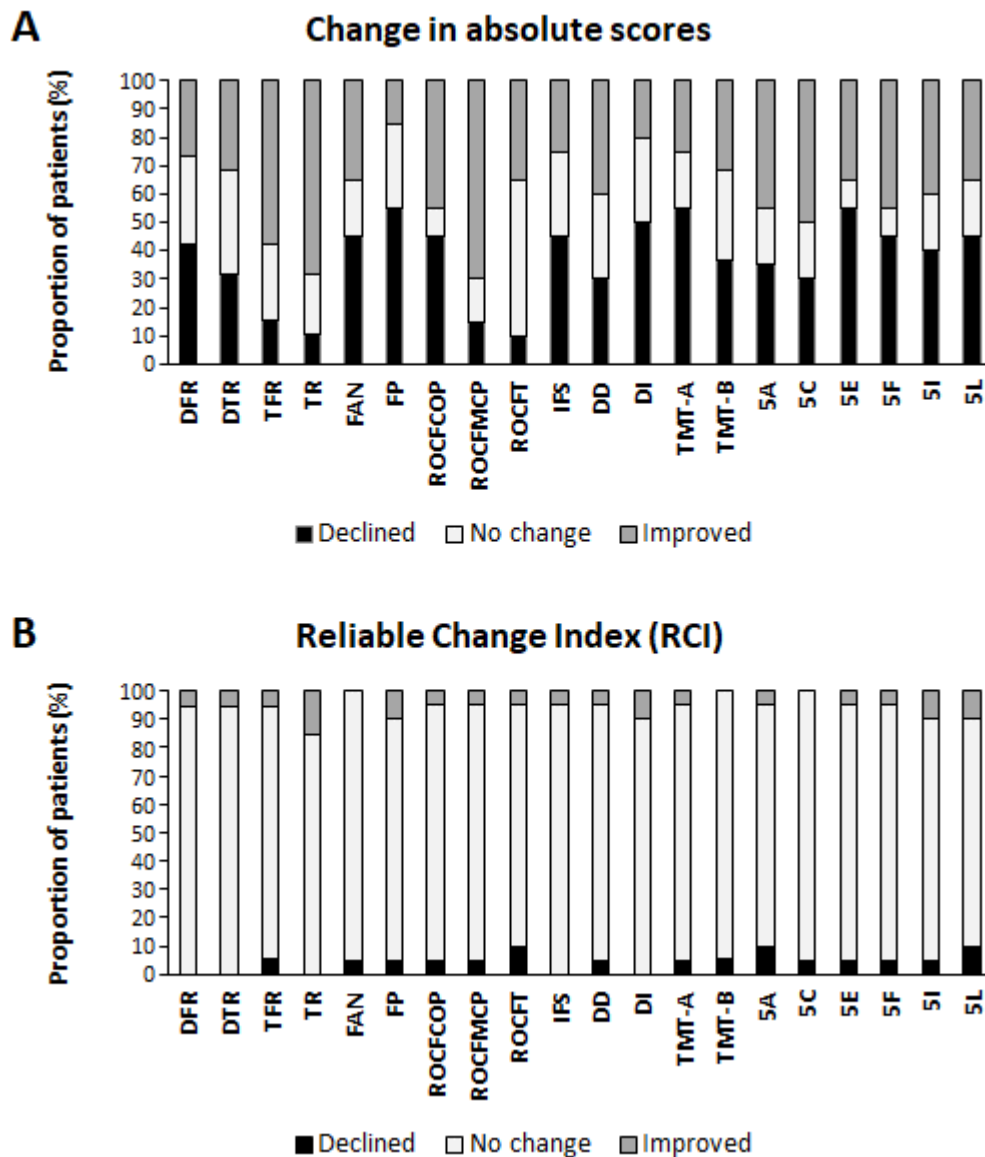 A
Change in absolute scores
Proportion of patients (%)
100
90
80
70
60
50
40
30
20
10
0
DFR
DTR
TFR
TR
FAN
FP
ROCFCOP
ROCFMCP
ROCFT
IFS
DD
DI
TMT-A
TMT-B
5A
5C
5E
5F
5I
5L
Declined No change Improved
B
Reliable Change Index (RCI)
Proportion of patients (%)
100
90
80
70
60
50
40
30
20
10
0
DFR
DTR
TFR
TR
FAN
FP
ROCFCOP
ROCFMCP
ROCFT
IFS
DD
DI
TMT-A
TMT-B
5A
5C
5E
5F
5I
5L
Declined No change Improved